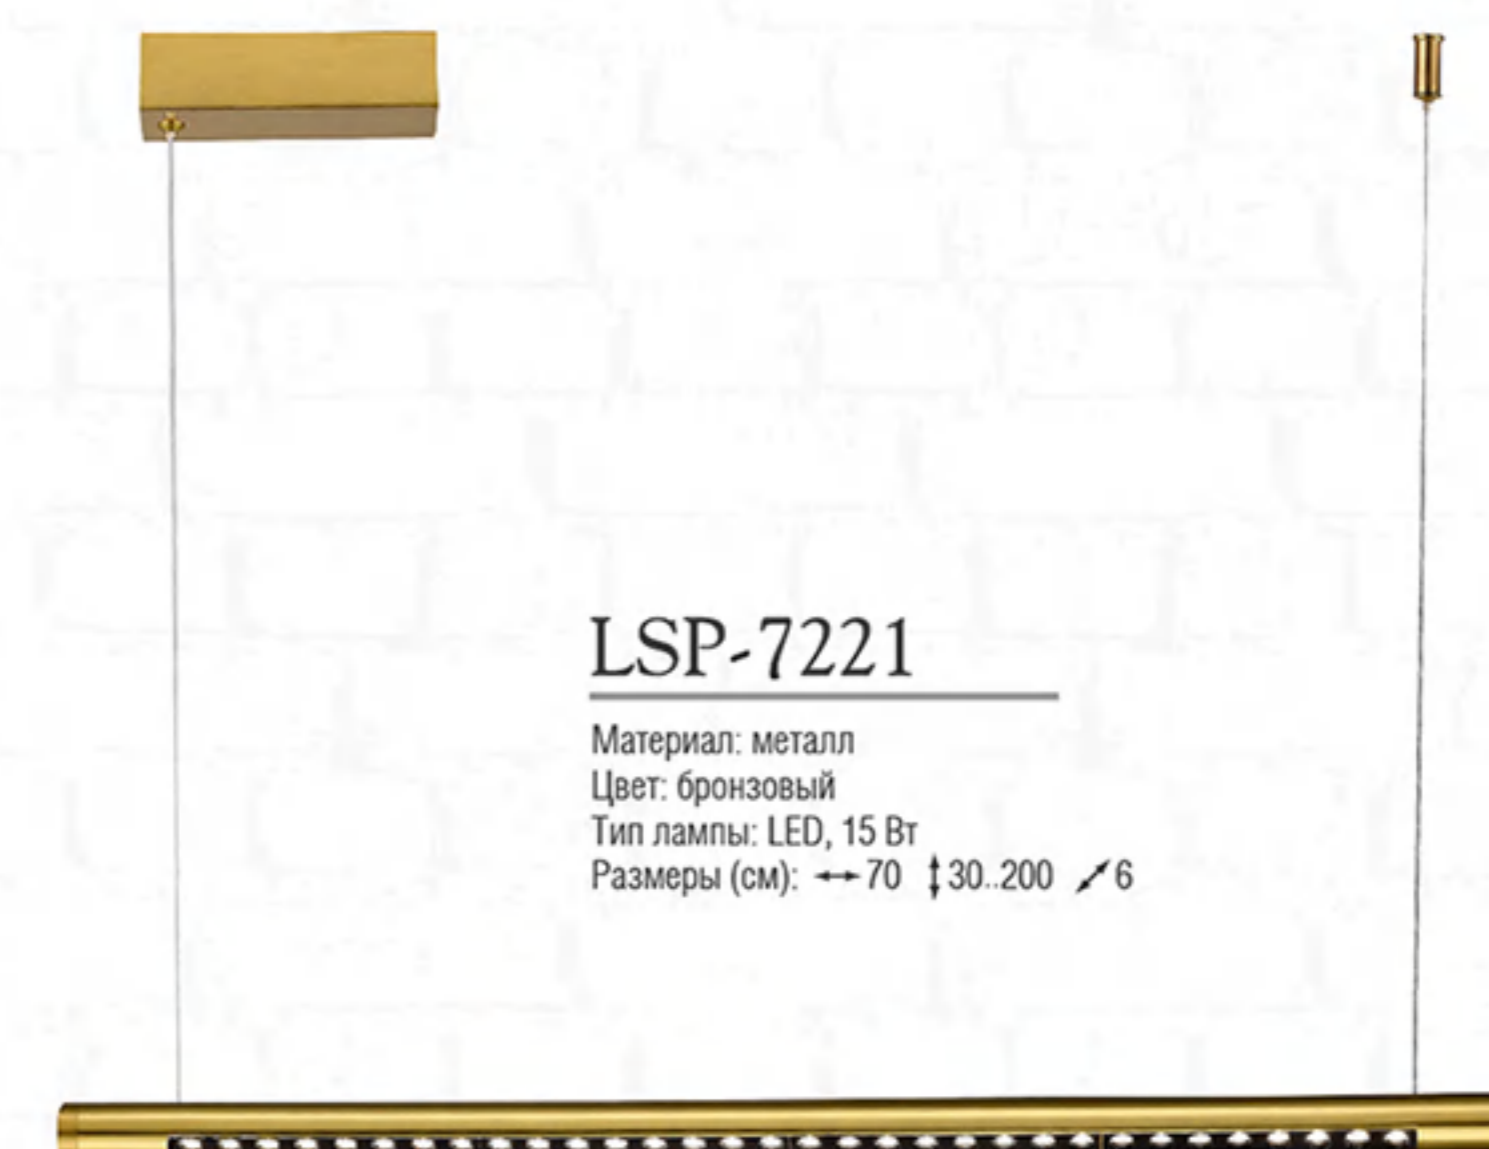 LSP-7221
Материал: металл
Цвет: бронзовый
Тип лампы: LED, 15 Вт
Размеры (см): ↔70 ↕30..200 ⤢6